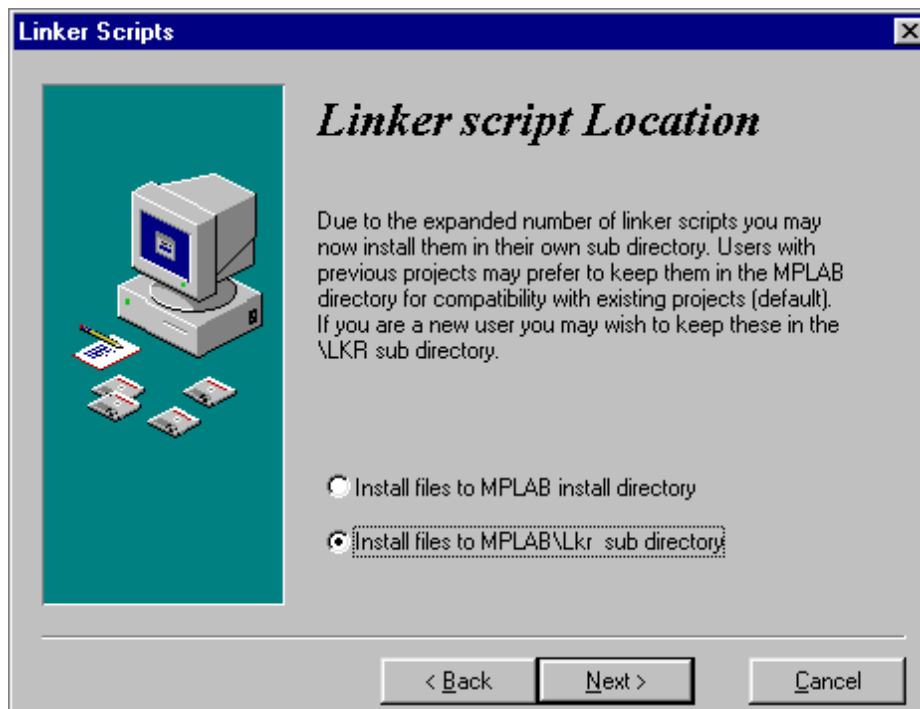 Linker Scripts
Linker script Location
Due to the expanded number of linker scripts you may
now install them in their own sub directory. Users with
previous projects may prefer to keep them in the MPLAB
directory for compatibility with existing projects (default).
If you are a new user you may wish to keep these in the
\LKR sub directory.
Install files to MPLAB install directory
Install files to MPLAB\Lkr  sub directory
< Back
Next >
Cancel